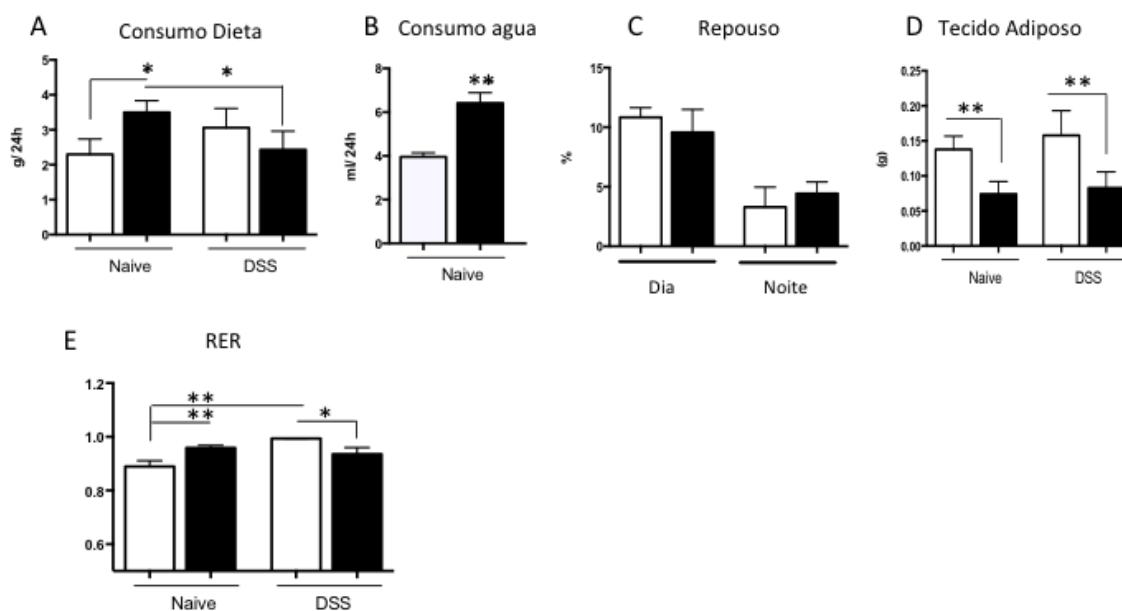 A
Consumo Dieta
g/24h
5
4
3
2
1
0
*
*
Naive
DSS
B
Consumo agua
ml/24h
8
6
4
2
0
**
Naive
C
Repouso
%
15
10
5
0
Dia
Noite
D
Tecido Adiposo
(g)
0.25
0.20
0.15
0.10
0.05
0.00
**
**
Naive
DSS
E
RER
1.2
1.0
0.8
0.6
**
**
*
Naive
DSS